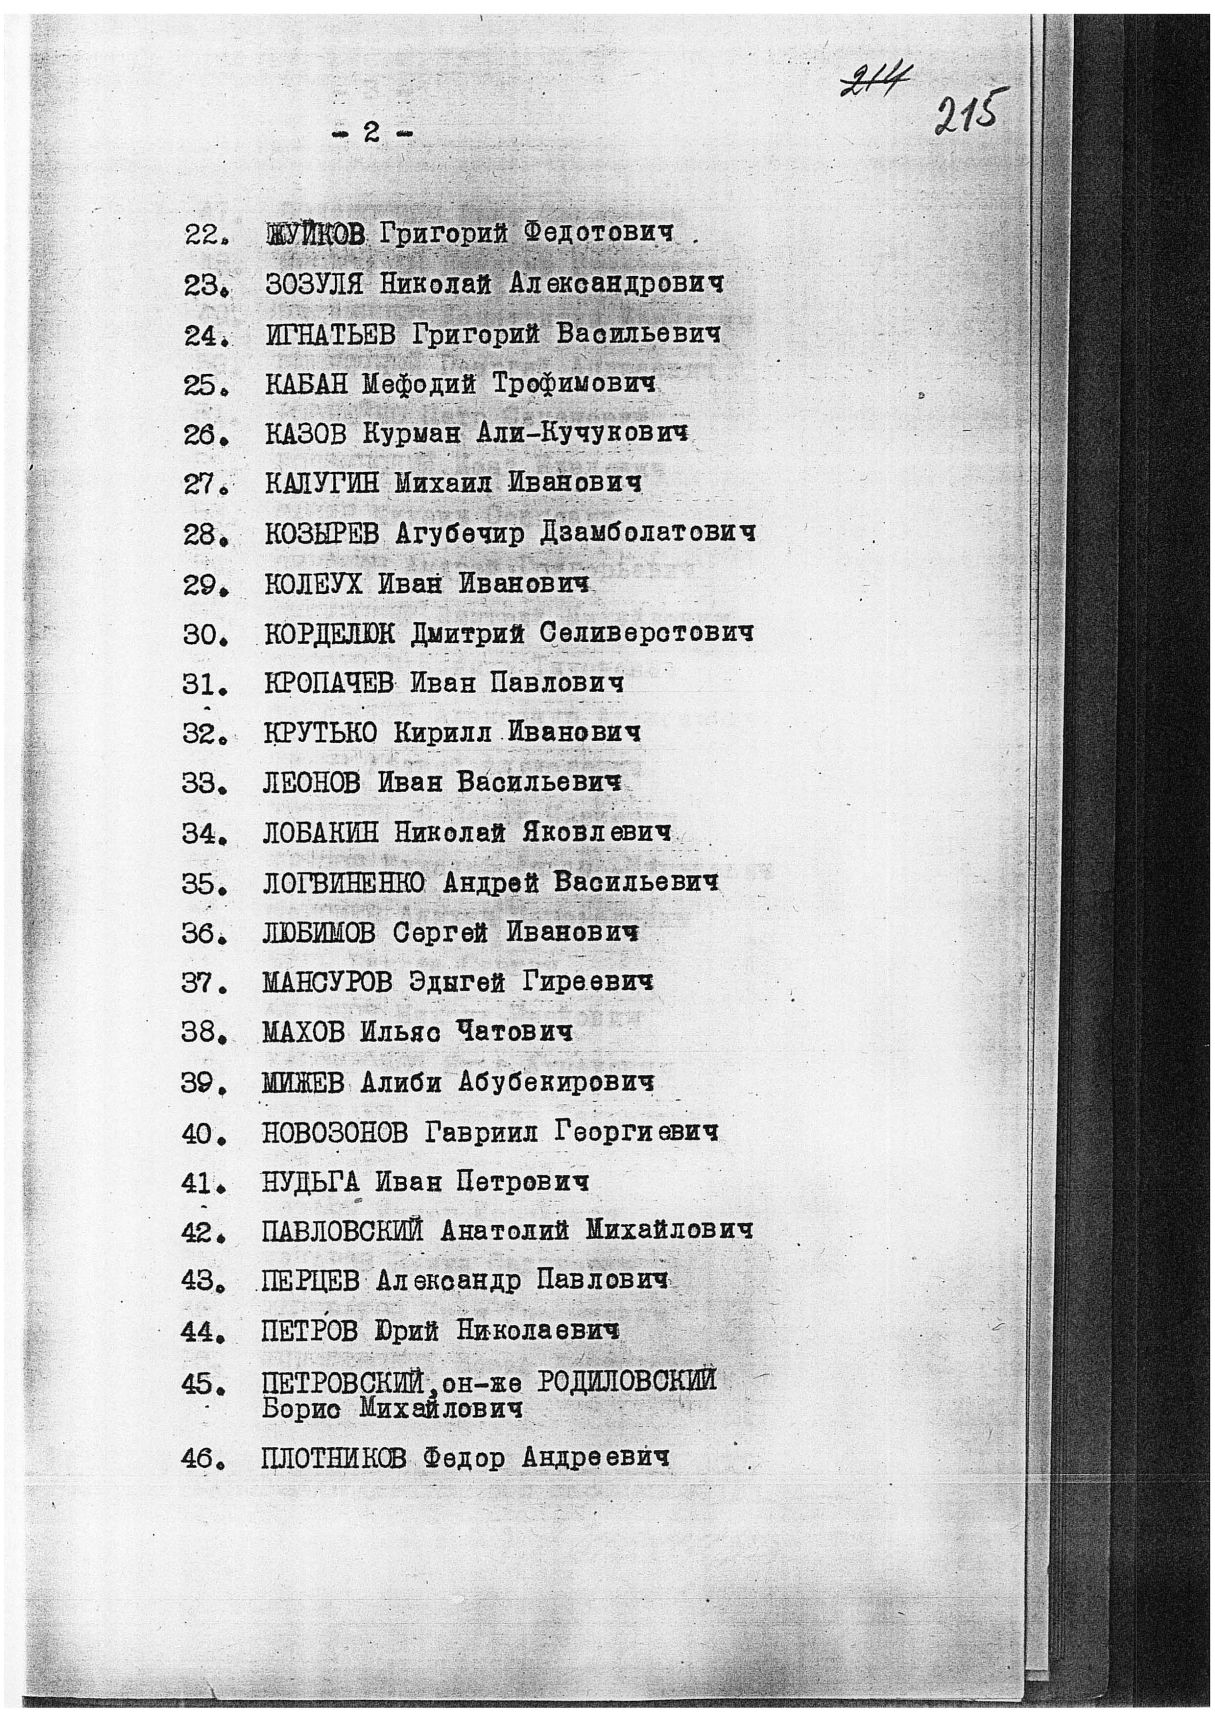 214
215
- 2 -
22. ЖУЙКОВ Григорий Федотович
23. ЗОЗУЛЯ Николай Александрович
24. ИГНАТЬЕВ Григорий Васильевич
25. КАБАН Мефодий Трофимович
26. КАЗОВ Курман Али-Кучукович
27. КАЛУГИН Михаил Иванович
28. КОЗЫРЕВ Агубечир Дзамболатович
29. КОЛЕУХ Иван Иванович
30. КОРДЕЛЮК Дмитрий Селиверстович
31. КРОПАЧЕВ Иван Павлович
32. КРУТЬКО Кирилл Иванович
33. ЛЕОНОВ Иван Васильевич
34. ЛОБАКИН Николай Яковлевич
35. ЛОГВИНЕНКО Андрей Васильевич
36. ЛЮБИМОВ Сергей Иванович
37. МАНСУРОВ Эдыгей Гиреевич
38. МАХОВ Ильяс Чатович
39. МИЖЕВ Алиби Абубекирович
40. НОВОЗОНОВ Гавриил Георгиевич
41. НУДЬГА Иван Петрович
42. ПАВЛОВСКИЙ Анатолий Михайлович
43. ПЕРЦЕВ Александр Павлович
44. ПЕТРОВ Юрий Николаевич
45. ПЕТРОВСКИЙ, он-же РОДИЛОВСКИЙ
Борис Михайлович
46. ПЛОТНИКОВ Федор Андреевич